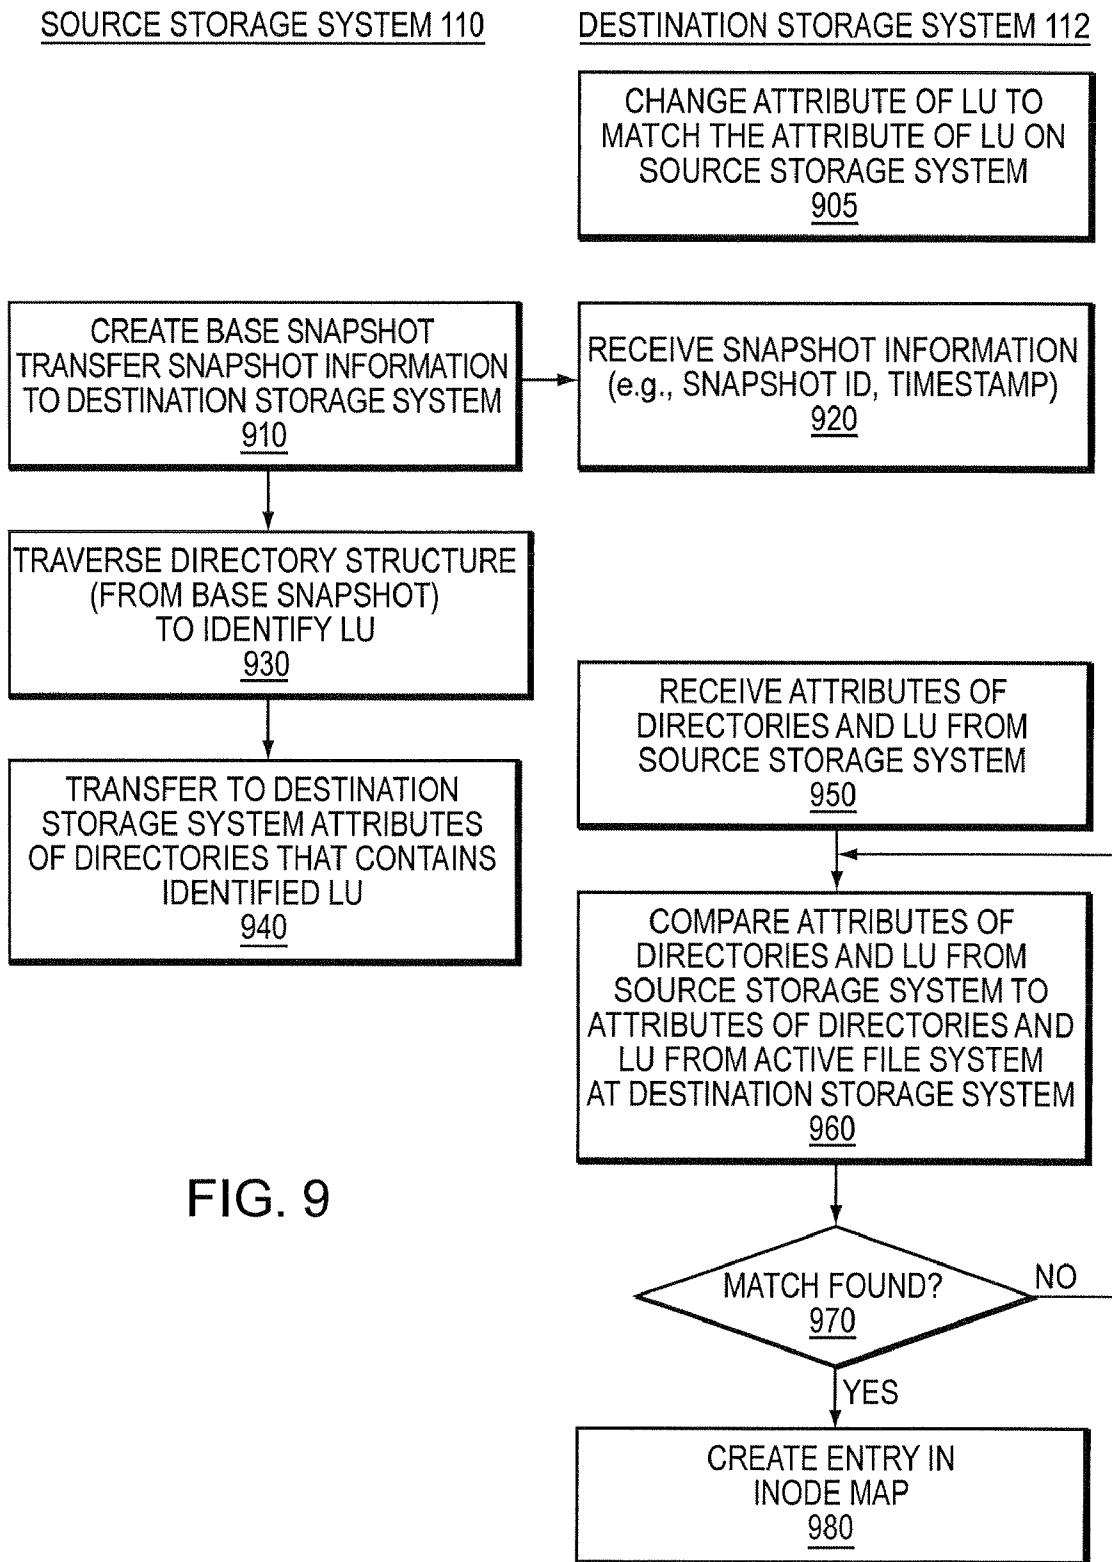 SOURCE STORAGE SYSTEM 110
DESTINATION STORAGE SYSTEM 112
CHANGE ATTRIBUTE OF LU TO
MATCH THE ATTRIBUTE OF LU ON
SOURCE STORAGE SYSTEM
905
CREATE BASE SNAPSHOT
TRANSFER SNAPSHOT INFORMATION
TO DESTINATION STORAGE SYSTEM
910
RECEIVE SNAPSHOT INFORMATION
(e.g., SNAPSHOT ID, TIMESTAMP)
920
TRAVERSE DIRECTORY STRUCTURE
(FROM BASE SNAPSHOT)
TO IDENTIFY LU
930
TRANSFER TO DESTINATION
STORAGE SYSTEM ATTRIBUTES
OF DIRECTORIES THAT CONTAINS
IDENTIFIED LU
940
RECEIVE ATTRIBUTES OF
DIRECTORIES AND LU FROM
SOURCE STORAGE SYSTEM
950
COMPARE ATTRIBUTES OF
DIRECTORIES AND LU FROM
SOURCE STORAGE SYSTEM TO
ATTRIBUTES OF DIRECTORIES AND
LU FROM ACTIVE FILE SYSTEM
AT DESTINATION STORAGE SYSTEM
960
FIG. 9
MATCH FOUND?
970
NO
YES
CREATE ENTRY IN
INODE MAP
980